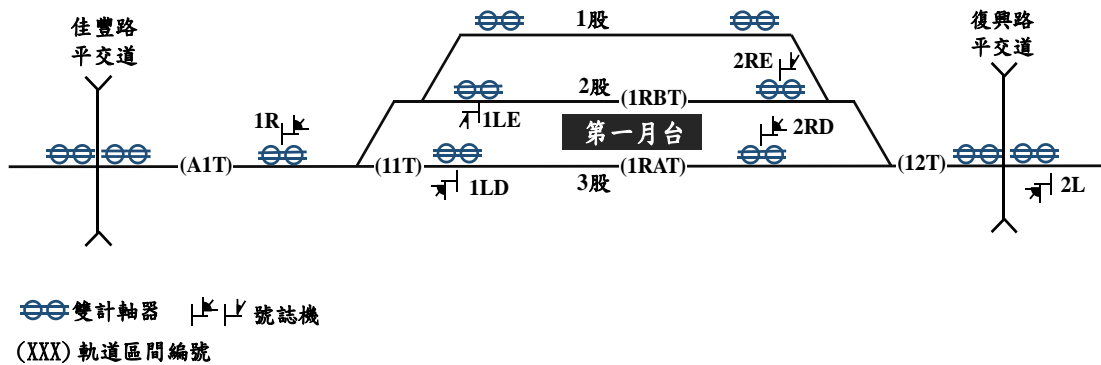 佳豐路
平交道
1股
復興路
平交道
2RE
2股 (1RBT)
1R
1LE
第一月台
2RD
(A1T)
(11T)
(1RAT)
(12T)
1LD
3股
2L
雙計軸器
號誌機
(XXX) 軌道區間編號